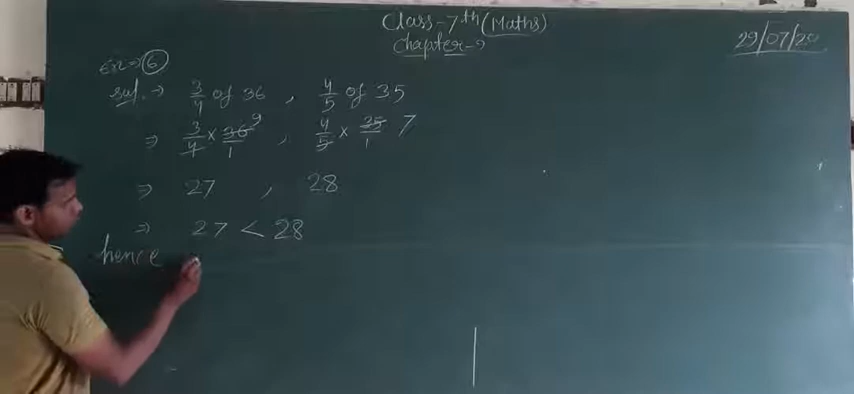 Class-7th (Maths)
Chapter-2
29/07/20
Ex ⇒ 6
Sol. ⇒ 3/4 of 36 , 4/5 of 35
⇒ 3/4 × 36/1 9 , 4/5 × 35/1 7
⇒ 27 , 28
⇒ 27 < 28
hence